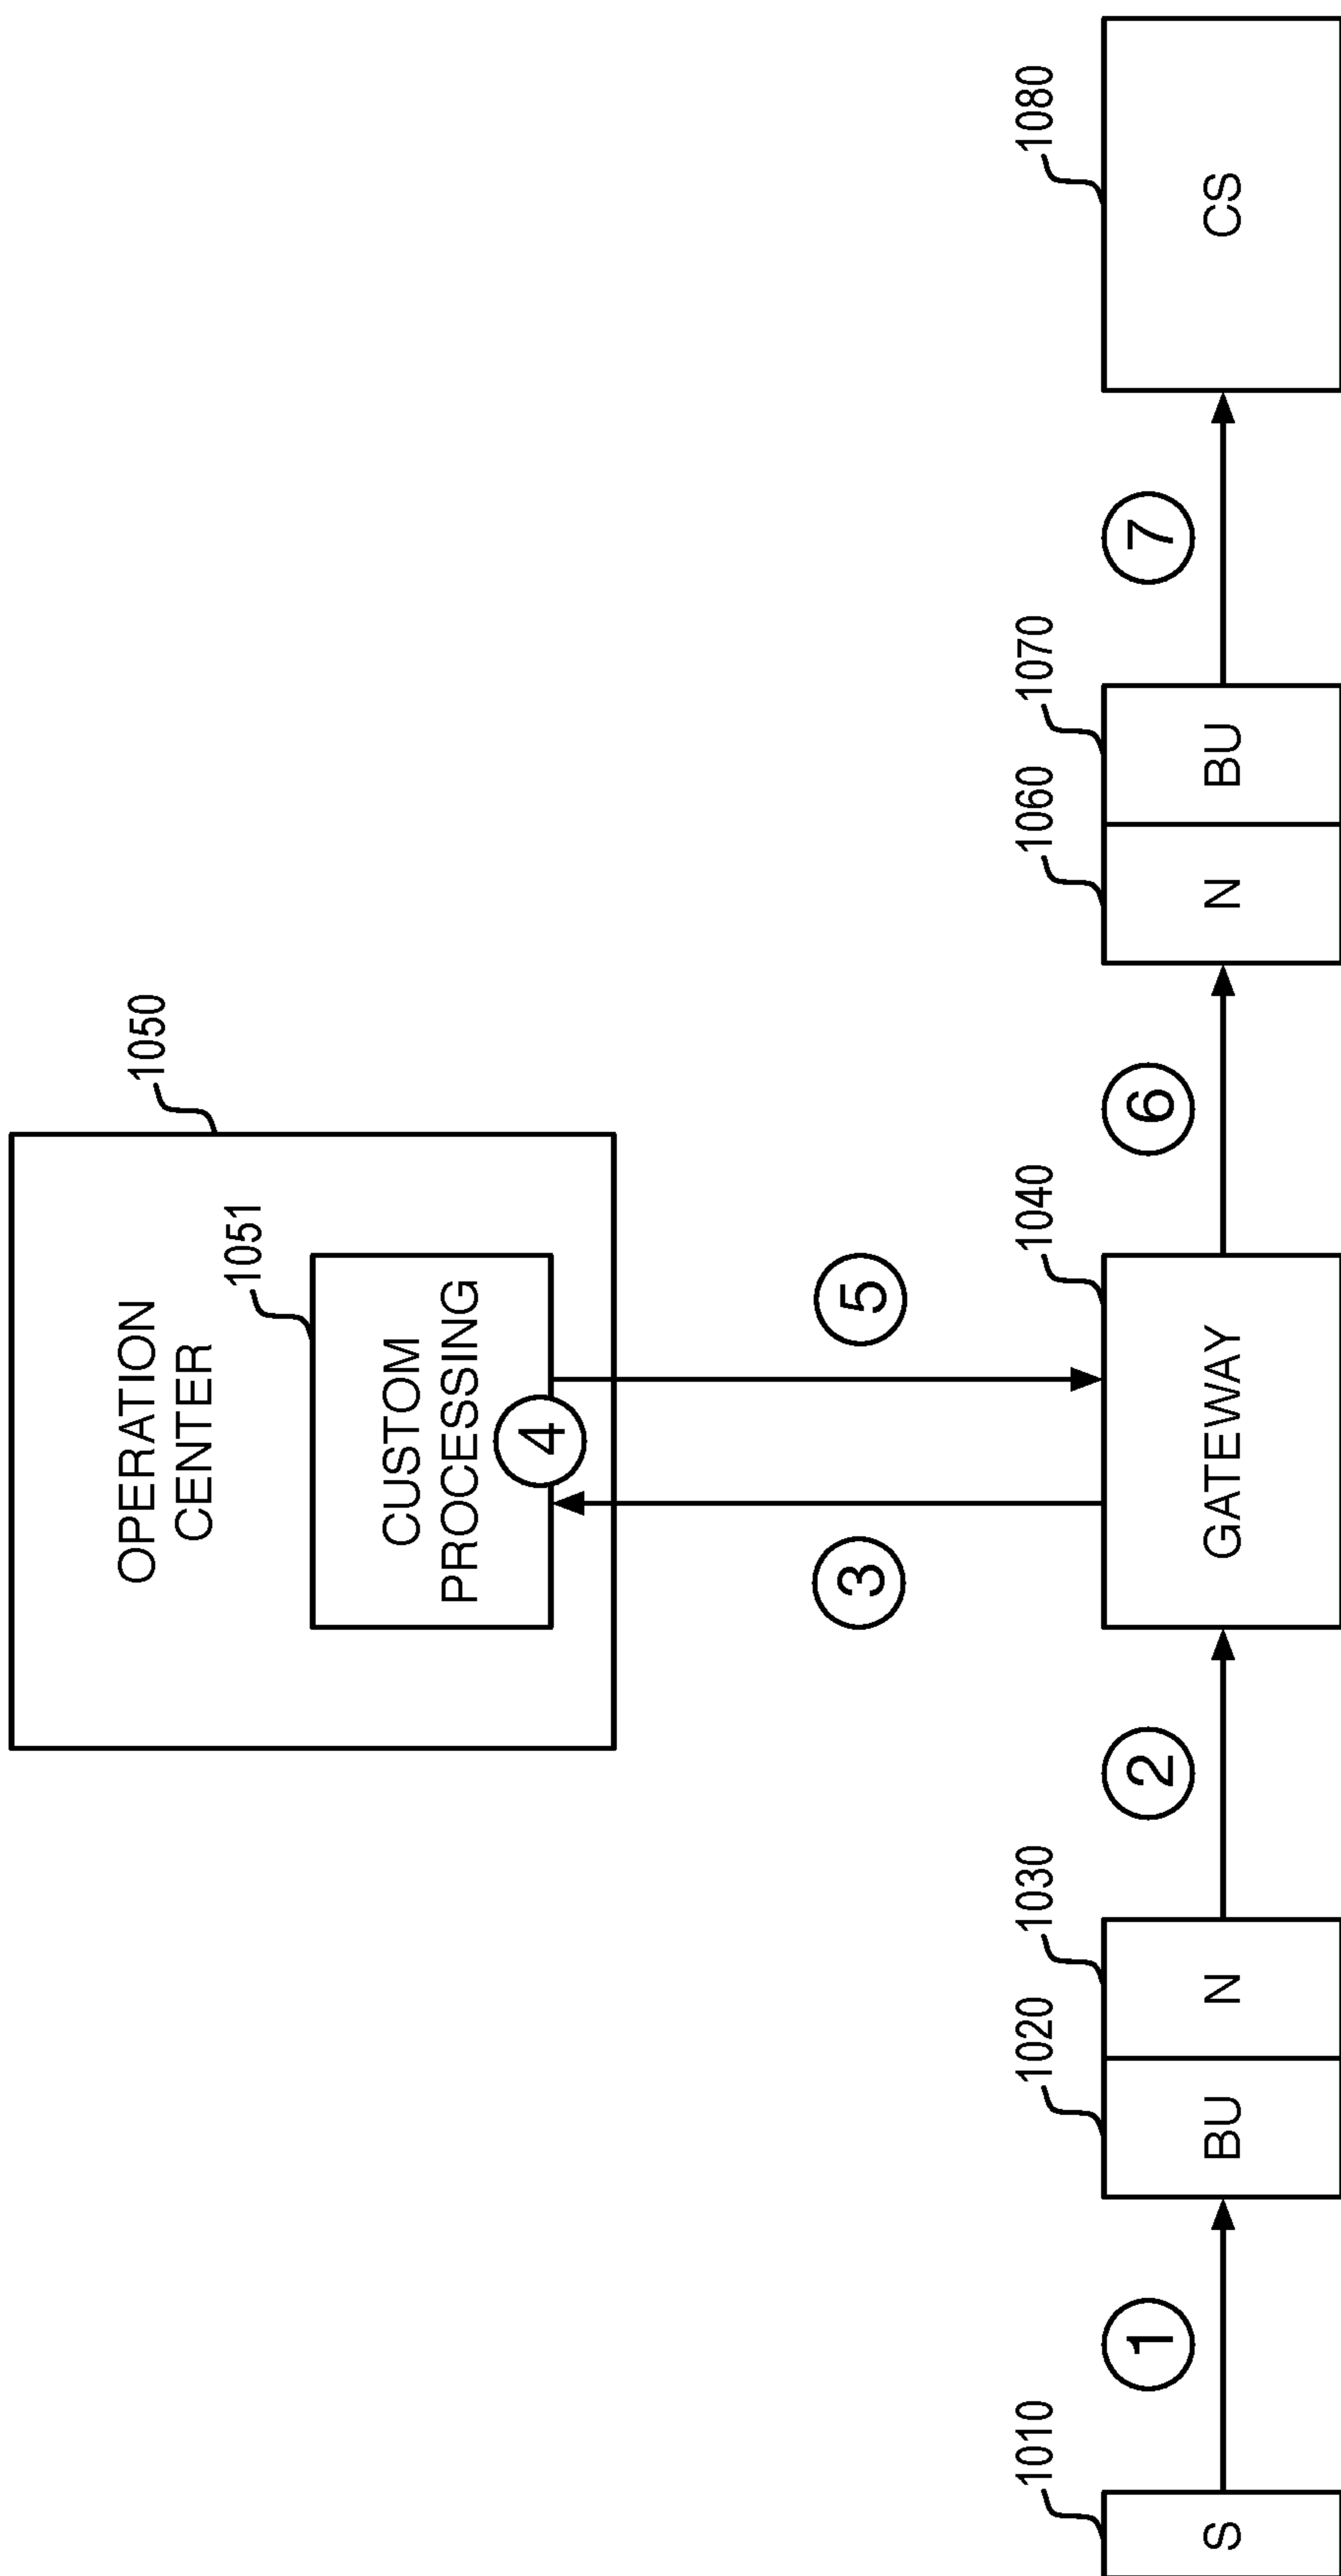 OPERATION
CENTER
1050
1051
CUSTOM
PROCESSING
4
3
5
1010
1020
1030
1040
1060
1070
1080
1
2
6
7
S
BU
N
GATEWAY
N
BU
CS